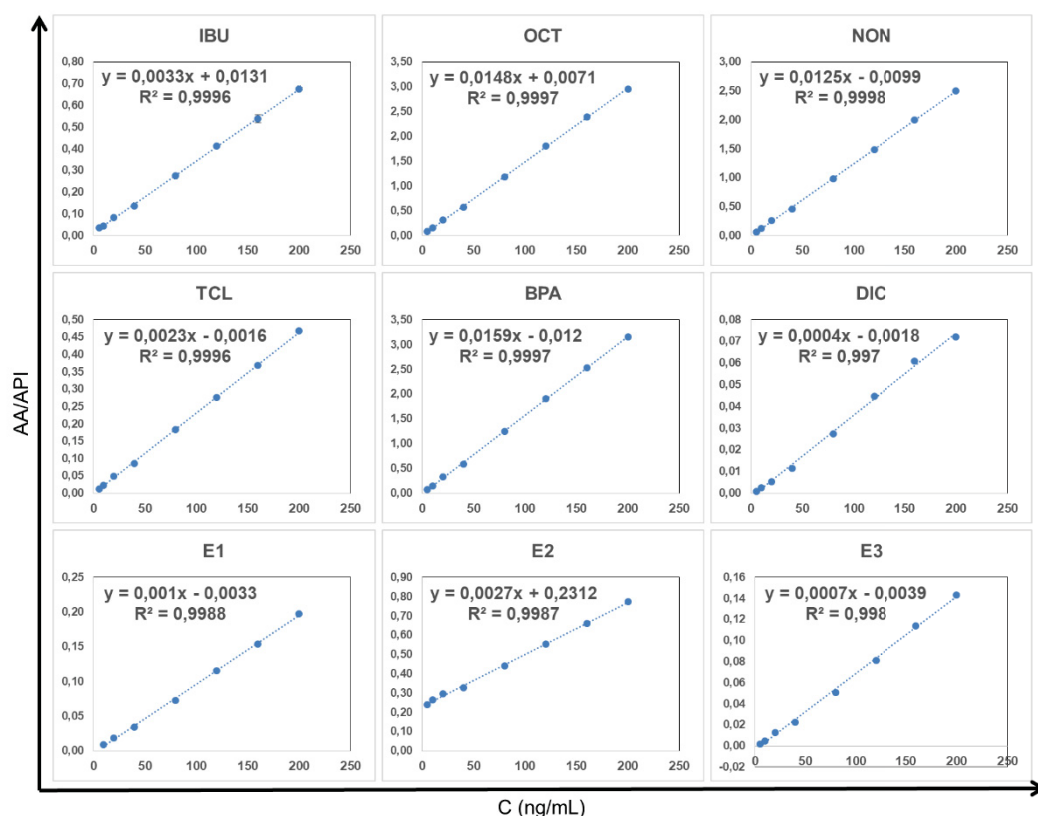 AA/API
IBU
y = 0,0033x + 0,0131
R² = 0,9996
0,80
0,70
0,60
0,50
0,40
0,30
0,20
0,10
0,00
0 50 100 150 200 250
OCT
y = 0,0148x + 0,0071
R² = 0,9997
3,50
3,00
2,50
2,00
1,50
1,00
0,50
0,00
0 50 100 150 200 250
NON
y = 0,0125x - 0,0099
R² = 0,9998
3,00
2,50
2,00
1,50
1,00
0,50
0,00
0 50 100 150 200 250
TCL
y = 0,0023x - 0,0016
R² = 0,9996
0,50
0,45
0,40
0,35
0,30
0,25
0,20
0,15
0,10
0,05
0,00
0 50 100 150 200 250
BPA
y = 0,0159x - 0,012
R² = 0,9997
3,50
3,00
2,50
2,00
1,50
1,00
0,50
0,00
0 50 100 150 200 250
DIC
y = 0,0004x - 0,0018
R² = 0,997
0,08
0,07
0,06
0,05
0,04
0,03
0,02
0,01
0,00
0 50 100 150 200 250
E1
y = 0,001x - 0,0033
R² = 0,9988
0,25
0,20
0,15
0,10
0,05
0,00
0 50 100 150 200 250
E2
y = 0,0027x + 0,2312
R² = 0,9987
0,90
0,80
0,70
0,60
0,50
0,40
0,30
0,20
0,10
0,00
0 50 100 150 200 250
E3
y = 0,0007x - 0,0039
R² = 0,998
0,16
0,14
0,12
0,10
0,08
0,06
0,04
0,02
0,00
-0,02
0 50 100 150 200 250
C (ng/mL)